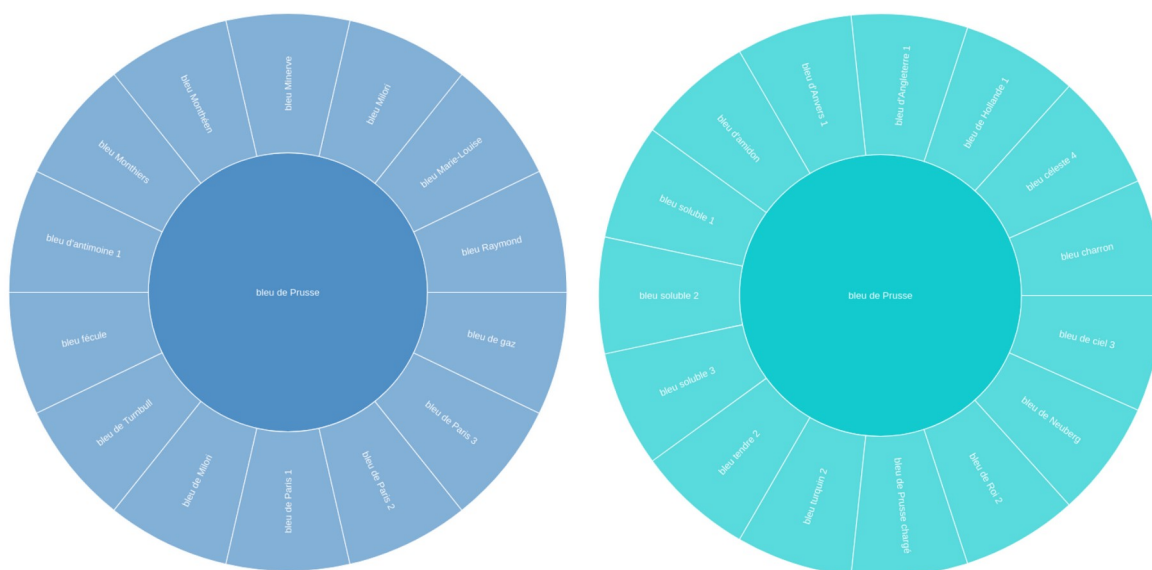 bleu Minerve
bleu Milori
bleu Marie-Louise
bleu Raymond
bleu de gaz
bleu de Paris 3
bleu de Paris 2
bleu de Paris 1
bleu de Milori
bleu de Turnbull
bleu fécule
bleu d'antimoine 1
bleu Monthiers
bleu Monthéen
bleu de Prusse
bleu d'Angleterre 1
bleu de Hollande 1
bleu céleste 4
bleu charron
bleu de ciel 3
bleu de Neuberg
bleu de Roi 2
bleu de Prusse chargé
bleu turquin 2
bleu tendre 2
bleu soluble 3
bleu soluble 2
bleu soluble 1
bleu d'amidon
bleu d'Anvers 1
bleu de Prusse